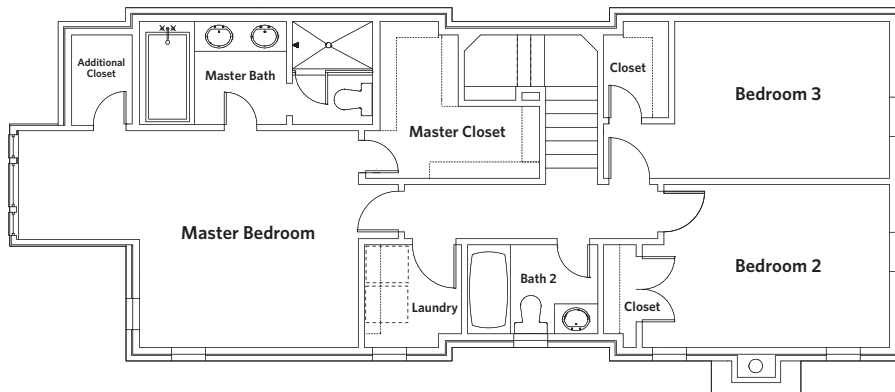 Additional
Closet
Master Bath
Closet
Bedroom 3
Master Closet
Master Bedroom
Bedroom 2
Bath 2
Laundry
Closet